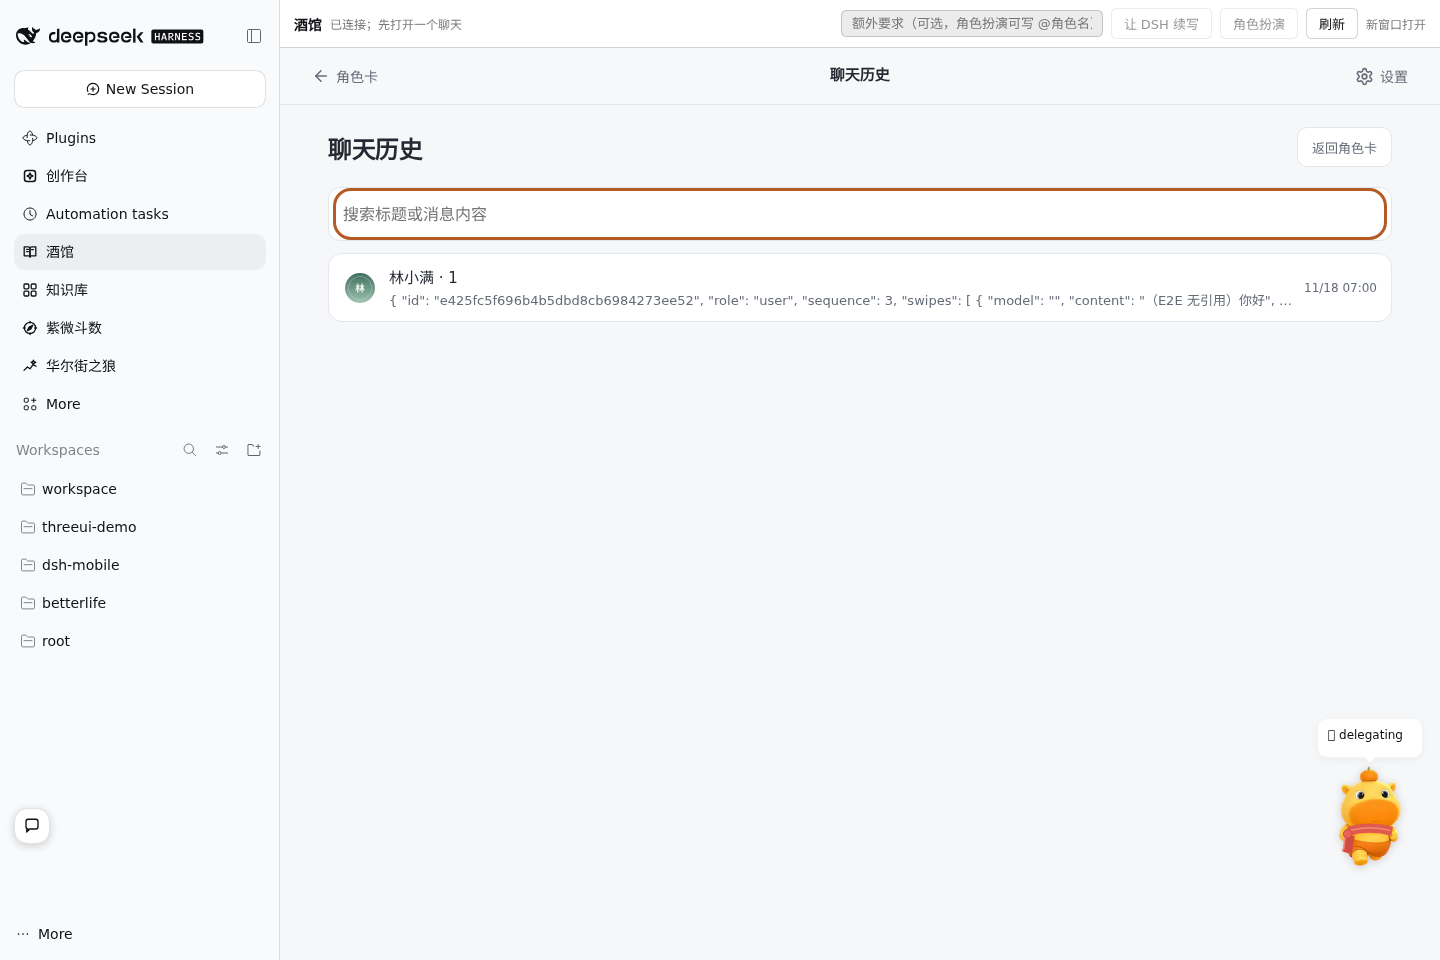 deepseek HARNESS
New Session
Plugins
创作台
Automation tasks
酒馆
知识库
紫微斗数
华尔街之狼
More
Workspaces
workspace
threeui-demo
dsh-mobile
betterlife
root
More
酒馆 已连接；先打开一个聊天
额外要求（可选，角色扮演可写 @角色名
让 DSH 续写
角色扮演
刷新
新窗口打开
角色卡
聊天历史
设置
聊天历史
返回角色卡
搜索标题或消息内容
林
林小满 · 1
{ "id": "e425fc5f696b4b5dbd8cb6984273ee52", "role": "user", "sequence": 3, "swipes": [ { "model": "", "content": "（E2E 无引用）你好", ...
11/18 07:00
delegating